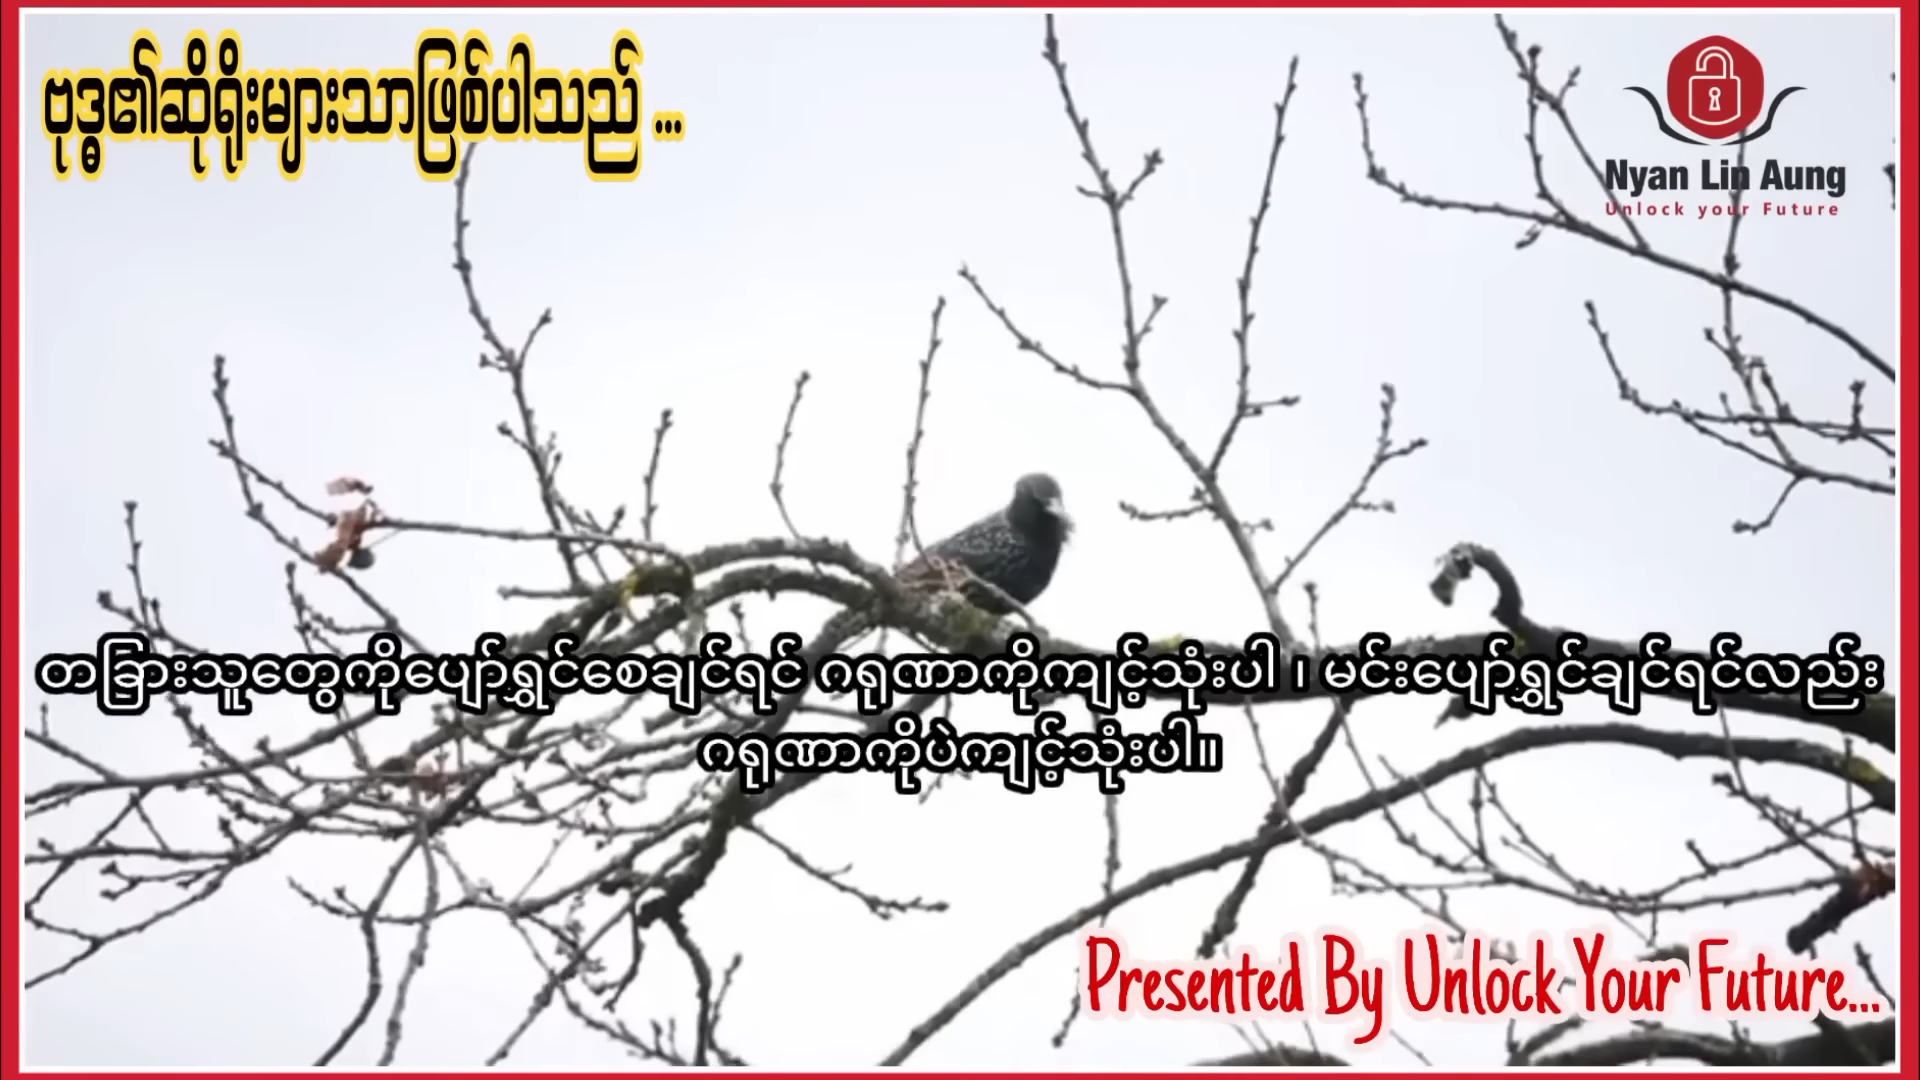 ဗုဒ္ဓ၏ဆိုရိုးများသာဖြစ်ပါသည် ...
Nyan Lin Aung
Unlock your Future
တခြားသူတွေကိုပျော်ရွှင်စေချင်ရင် ဂရုဏာကိုကျင့်သုံးပါ ၊ မင်းပျော်ရွှင်ချင်ရင်လည်း
ဂရုဏာကိုပဲကျင့်သုံးပါ။
Presented By Unlock Your Future...